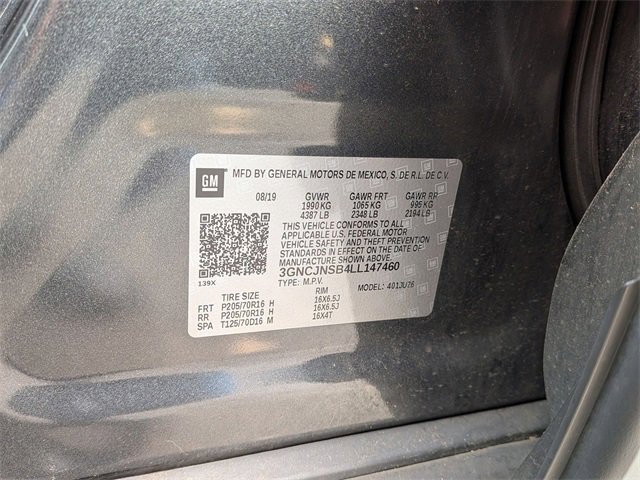 GM MFD BY GENERAL MOTORS DE MEXICO, S. DE R.L. DE C.V.
08/19 GVWR GAWR FRT GAWR RR
1990 KG 1065 KG 995 KG
4387 LB 2348 LB 2194 LB
THIS VEHICLE CONFORMS TO ALL
APPLICABLE U.S. FEDERAL MOTOR
VEHICLE SAFETY AND THEFT PREVENTION
STANDARDS IN EFFECT ON THE DATE OF
MANUFACTURE SHOWN ABOVE.
3GNCJNSB4LL147460
139X TYPE: M.P.V. MODEL: 401JU76
TIRE SIZE RIM
FRT P205/70R16 H 16X6.5J
RR P205/70R16 H 16X6.5J
SPA T125/70D16 M 16X4T